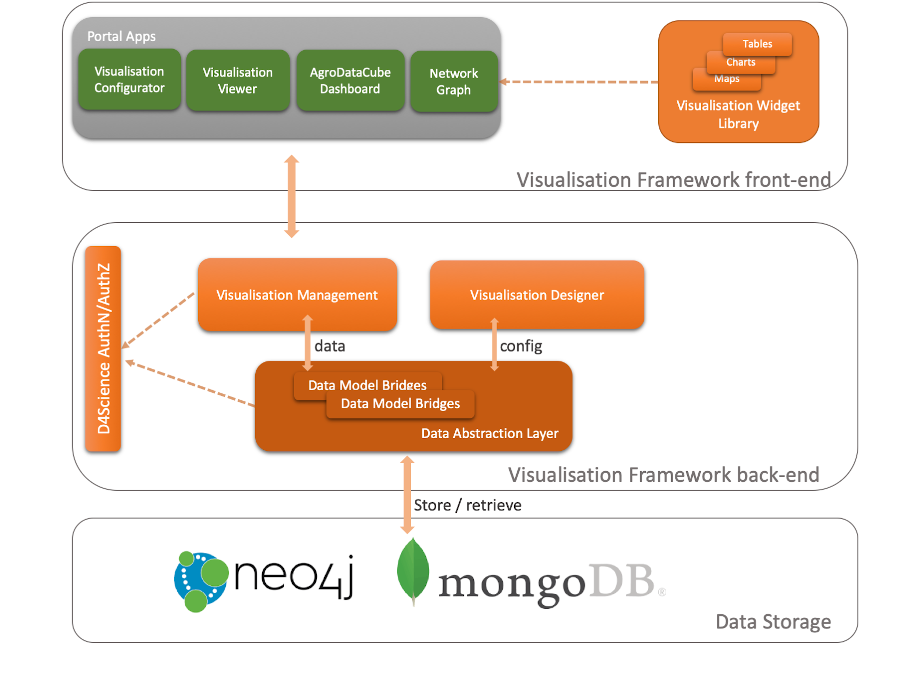 Portal Apps
Visualisation
Configurator
Visualisation
Viewer
AgroDataCube
Dashboard
Network
Graph
Tables
Charts
Maps
Visualisation Widget
Library
Visualisation Framework front-end
D4Science AuthN/AuthZ
Visualisation Management
Visualisation Designer
data
config
Data Model Bridges
Data Model Bridges
Data Abstraction Layer
Visualisation Framework back-end
Store / retrieve
neo4j
mongoDB®
Data Storage